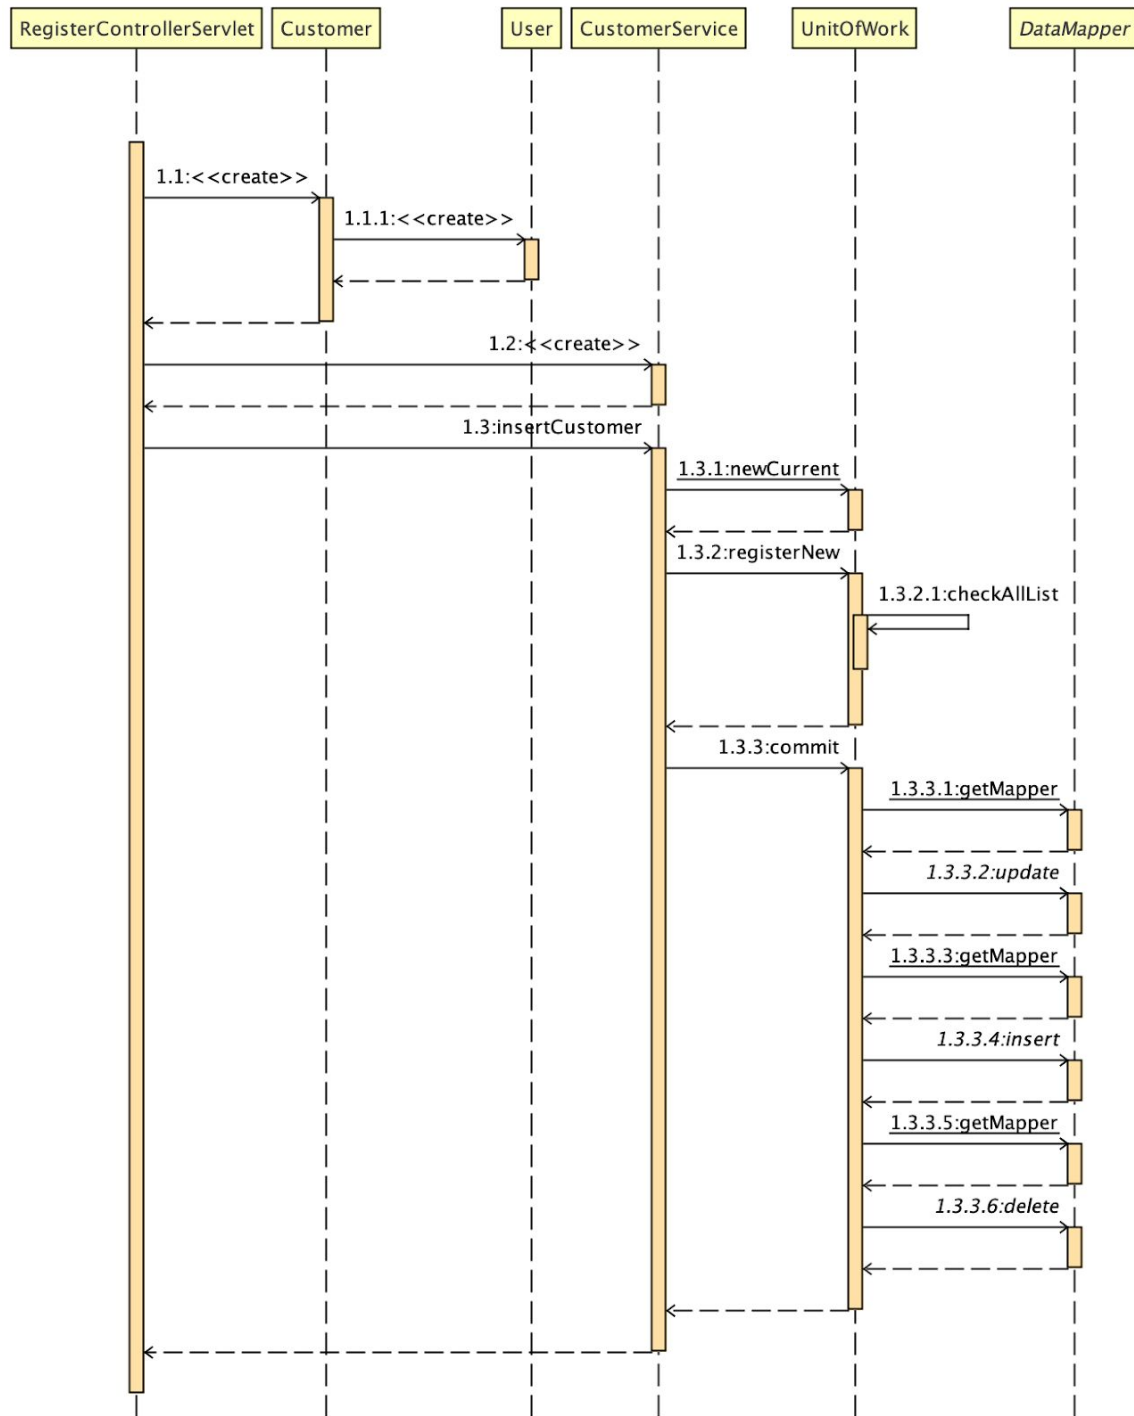 RegisterControllerServlet
Customer
User
CustomerService
UnitOfWork
DataMapper
1.1:<<create>>
1.1.1:<<create>>
1.2:<<create>>
1.3:insertCustomer
1.3.1:newCurrent
1.3.2:registerNew
1.3.2.1:checkAllList
1.3.3:commit
1.3.3.1:getMapper
1.3.3.2:update
1.3.3.3:getMapper
1.3.3.4:insert
1.3.3.5:getMapper
1.3.3.6:delete